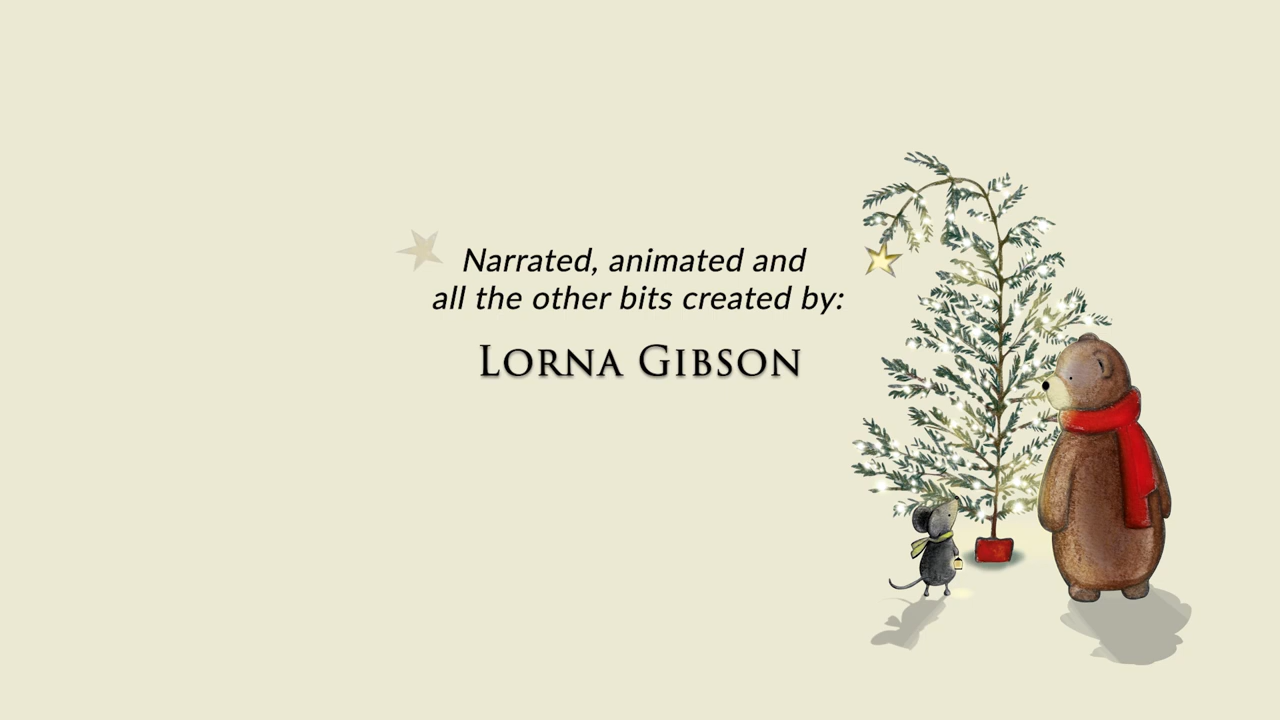 Narrated, animated and
all the other bits created by:
Lorna Gibson